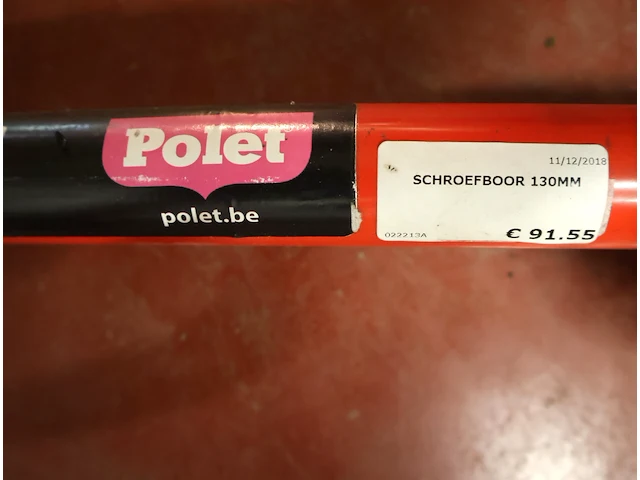 Polet
polet.be
11/12/2018
SCHROEFBOOR 130MM
022213A
€ 91.55